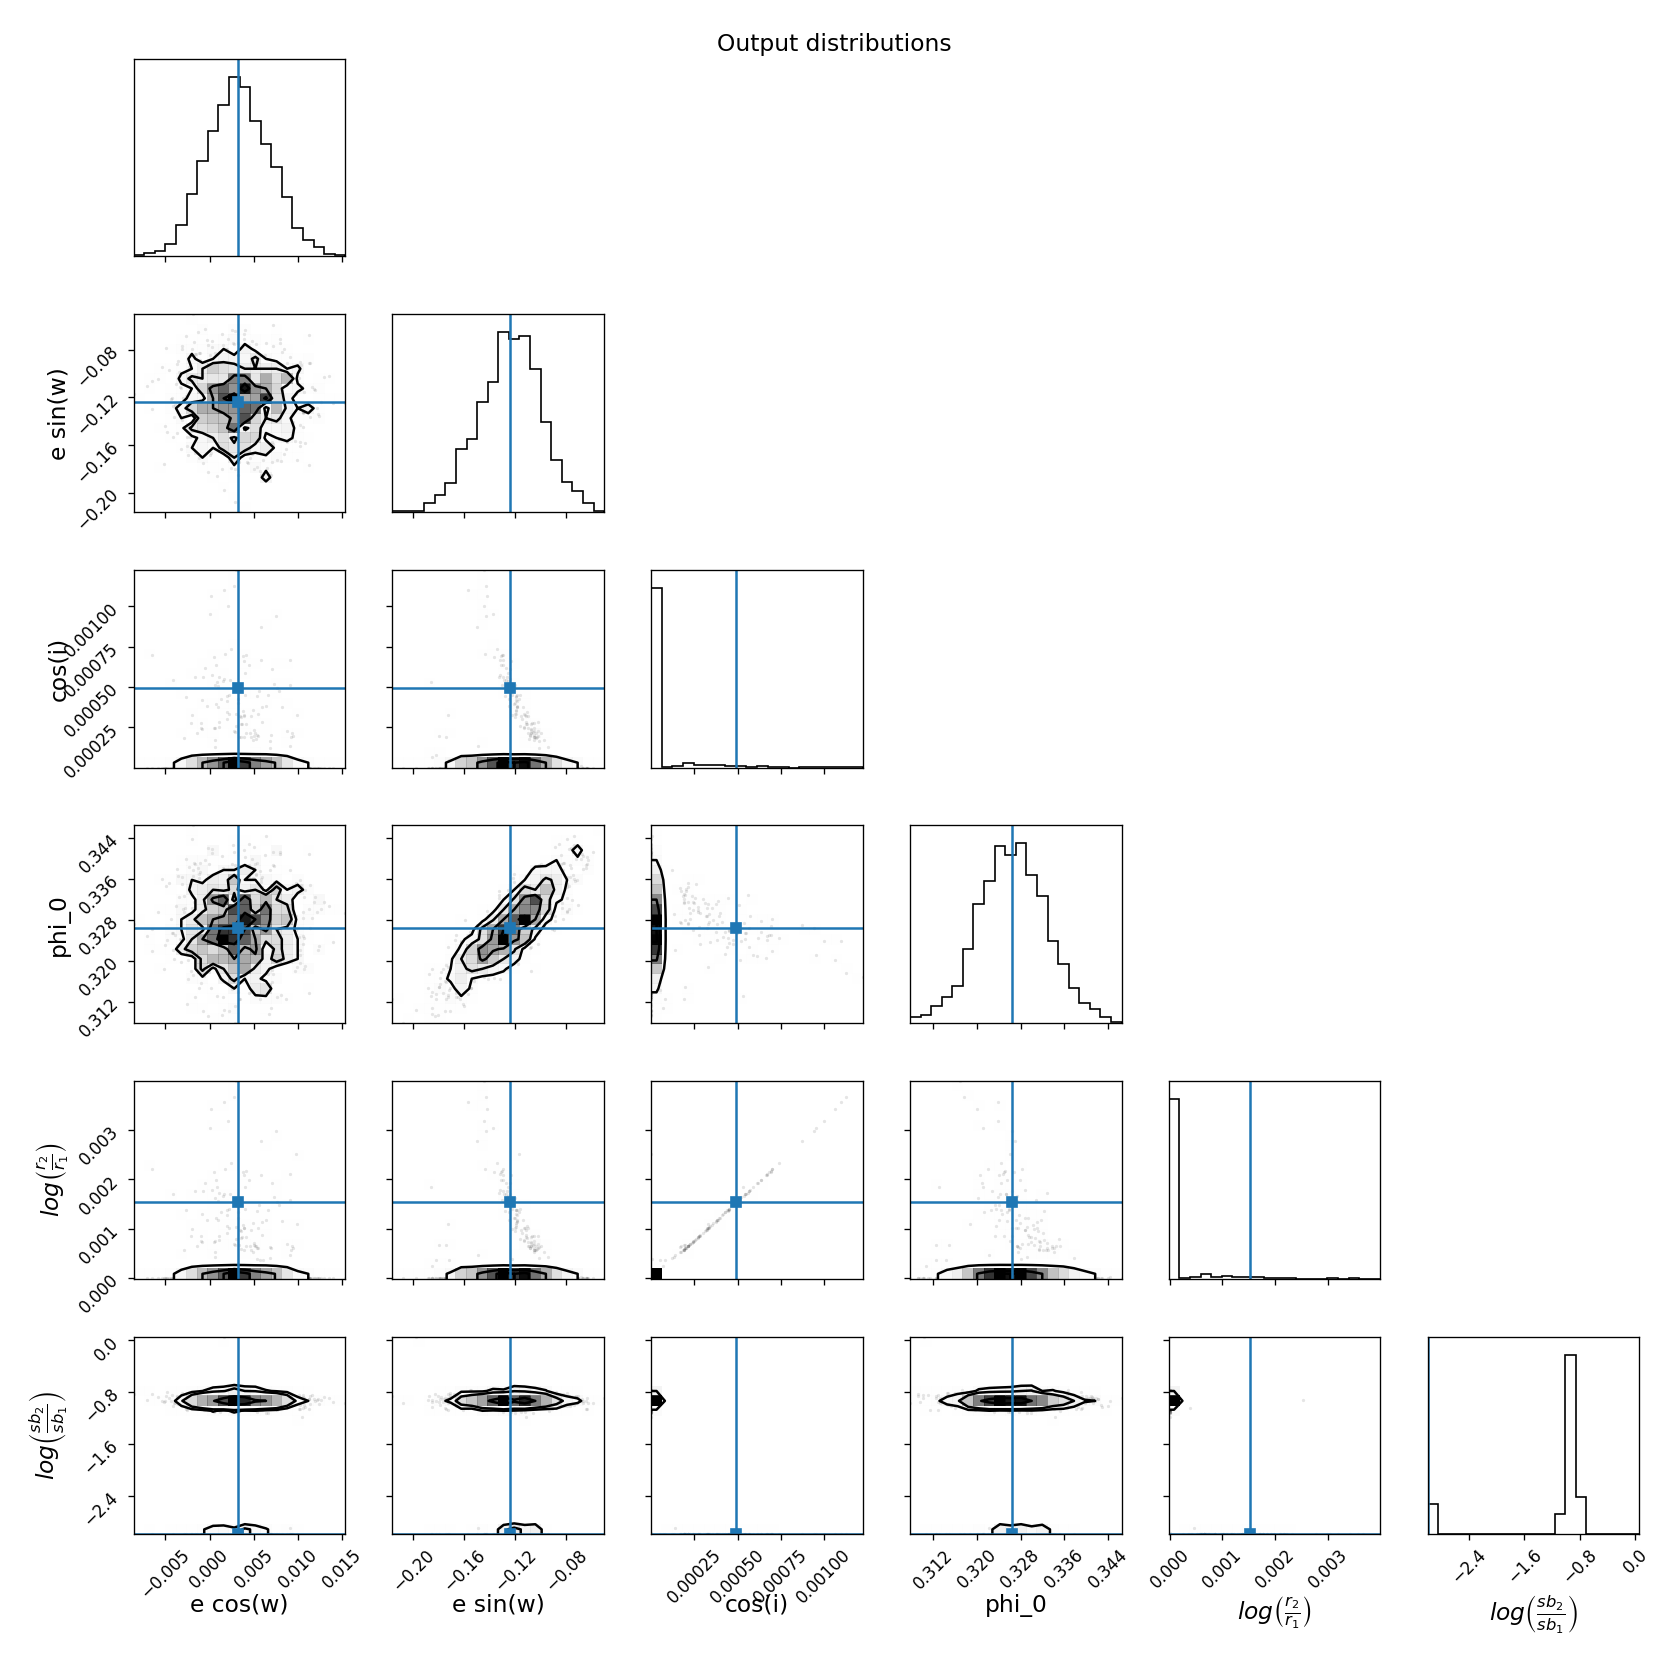 Output distributions
e sin(w)
−0.08
−0.12
−0.16
−0.20
cos(i)
0.00100
0.00075
0.00050
0.00025
phi_0
0.344
0.336
0.328
0.320
0.312
log(r₂/r₁)
0.003
0.002
0.001
0.000
log(sb₂/sb₁)
0.0
−0.8
−1.6
−2.4
−0.005 0.000 0.005 0.010 0.015 −0.20 −0.16 −0.12 −0.08 0.00025 0.00050 0.00075 0.00100 0.312 0.320 0.328 0.336 0.344 0.000 0.001 0.002 0.003 −2.4 −1.6 −0.8 0.0
e cos(w) e sin(w) cos(i) phi_0 log(r₂/r₁) log(sb₂/sb₁)